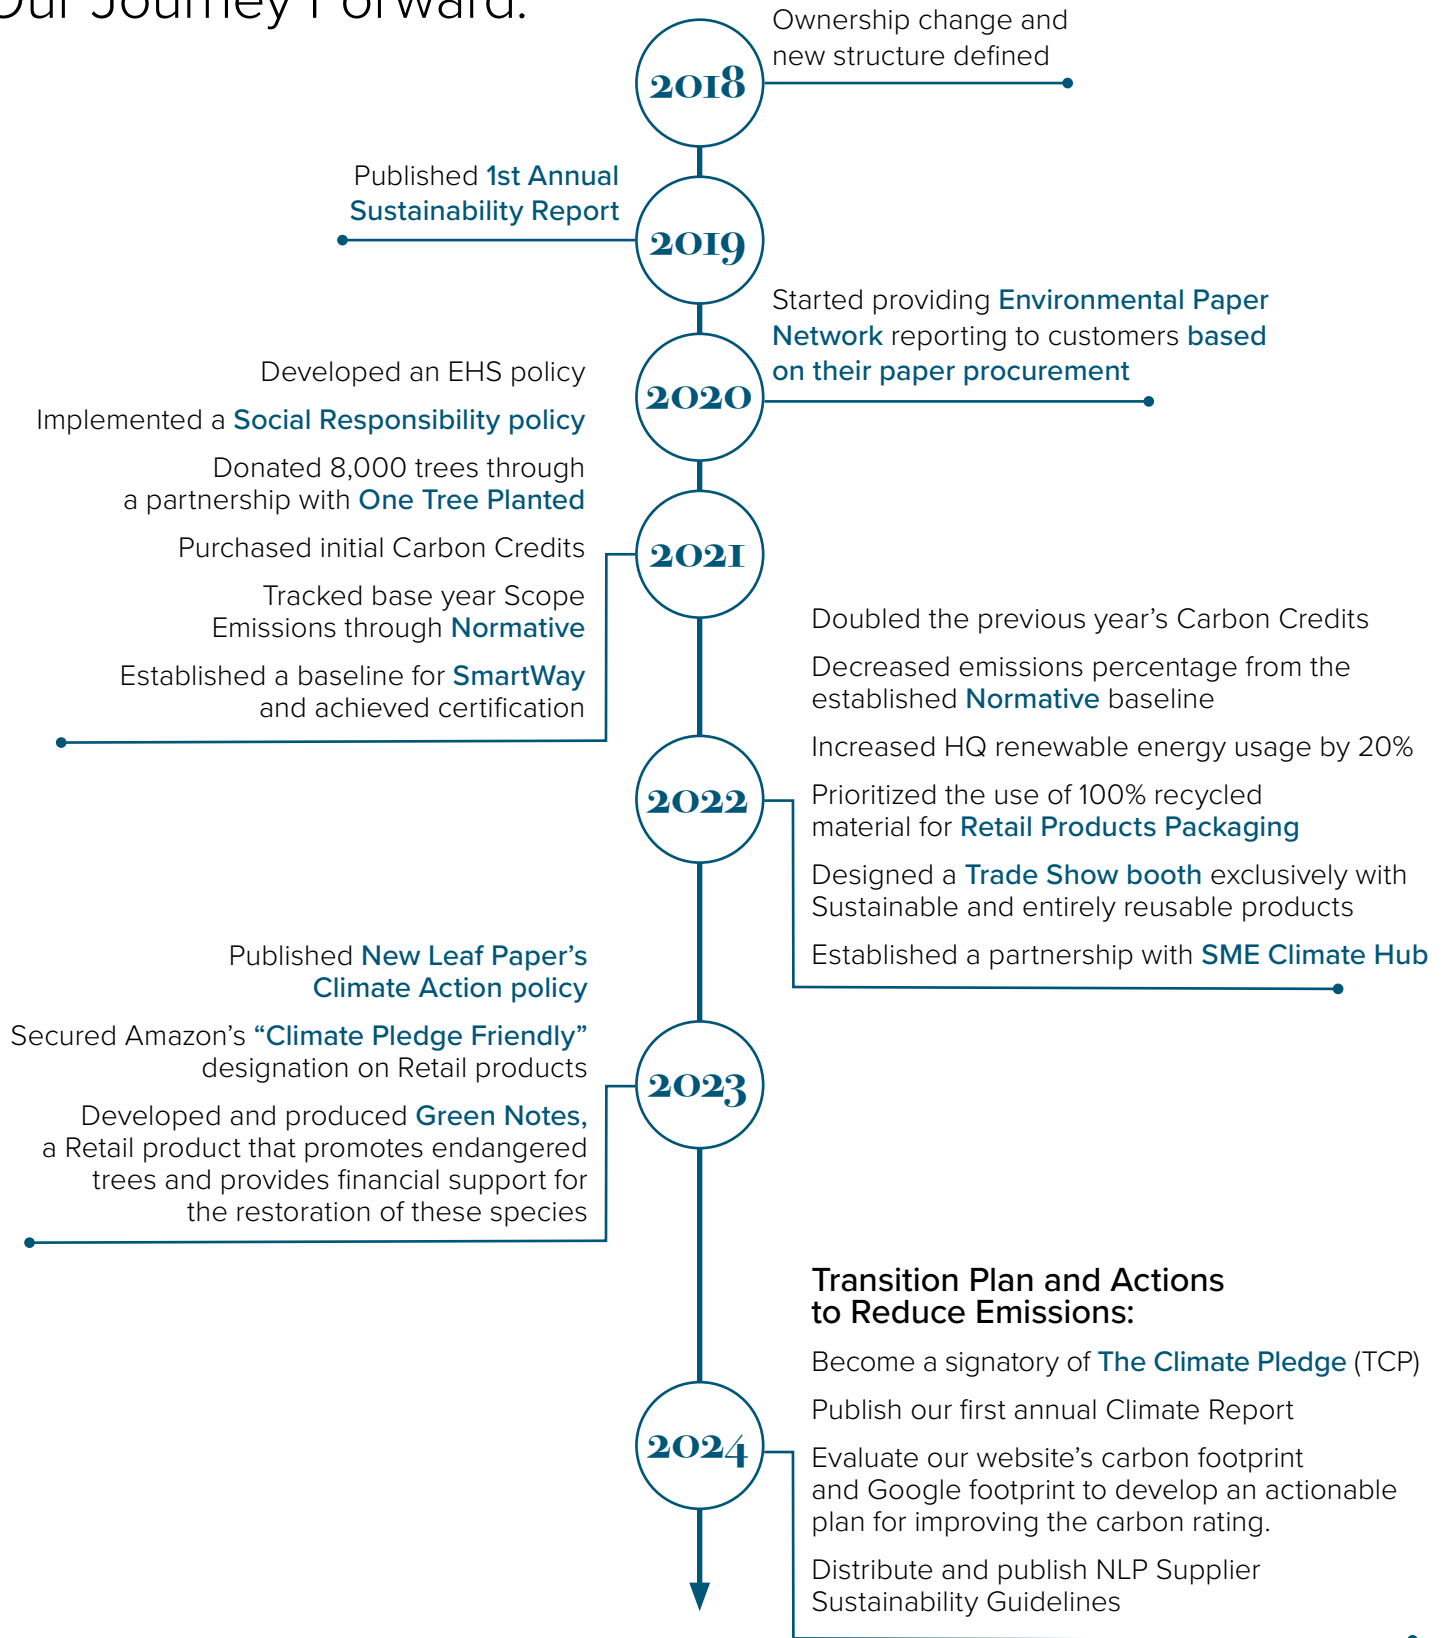 Our Journey Forward:
2018
Ownership change and
new structure defined
Published 1st Annual
Sustainability Report
2019
Started providing Environmental Paper
Network reporting to customers based
on their paper procurement
2020
Developed an EHS policy
Implemented a Social Responsibility policy
Donated 8,000 trees through
a partnership with One Tree Planted
Purchased initial Carbon Credits
Tracked base year Scope
Emissions through Normative
Established a baseline for SmartWay
and achieved certification
2021
Doubled the previous year’s Carbon Credits
Decreased emissions percentage from the
established Normative baseline
Increased HQ renewable energy usage by 20%
Prioritized the use of 100% recycled
material for Retail Products Packaging
Designed a Trade Show booth exclusively with
Sustainable and entirely reusable products
Established a partnership with SME Climate Hub
2022
Published New Leaf Paper’s
Climate Action policy
Secured Amazon’s “Climate Pledge Friendly”
designation on Retail products
Developed and produced Green Notes,
a Retail product that promotes endangered
trees and provides financial support for
the restoration of these species
2023
Transition Plan and Actions
to Reduce Emissions:
Become a signatory of The Climate Pledge (TCP)
Publish our first annual Climate Report
Evaluate our website’s carbon footprint
and Google footprint to develop an actionable
plan for improving the carbon rating.
Distribute and publish NLP Supplier
Sustainability Guidelines
2024